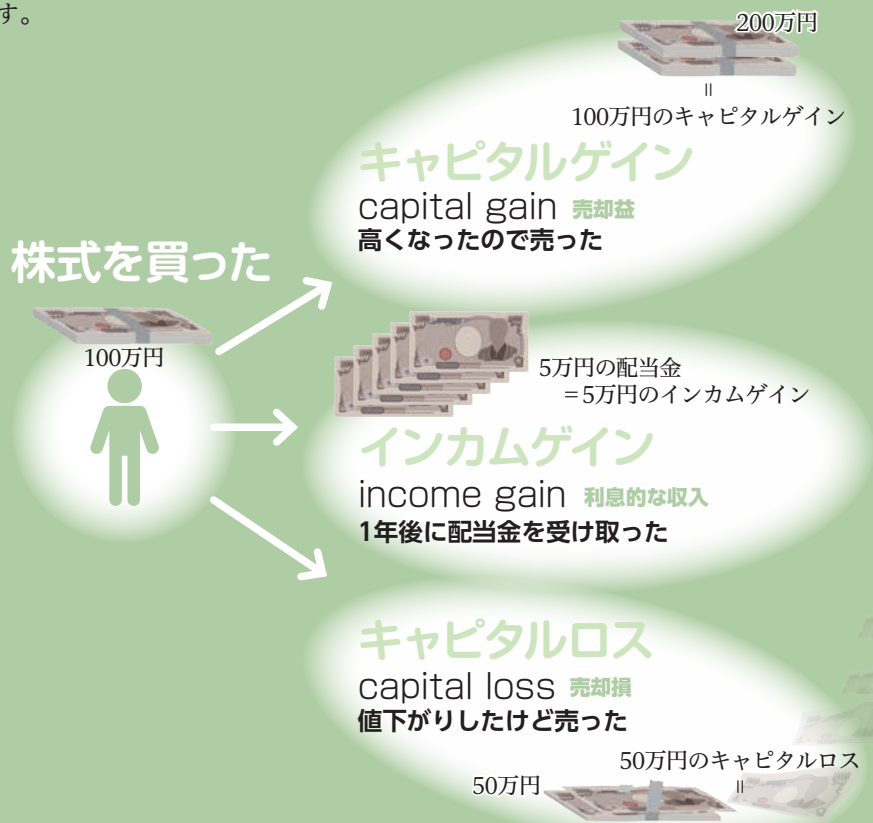 す。
200万円
=
100万円のキャピタルゲイン
キャピタルゲイン
capital gain 売却益
高くなったので売った
株式を買った
100万円
5万円の配当金
=5万円のインカムゲイン
インカムゲイン
income gain 利息的な収入
1年後に配当金を受け取った
キャピタルロス
capital loss 売却損
値下がりしたけど売った
50万円のキャピタルロス
=
50万円